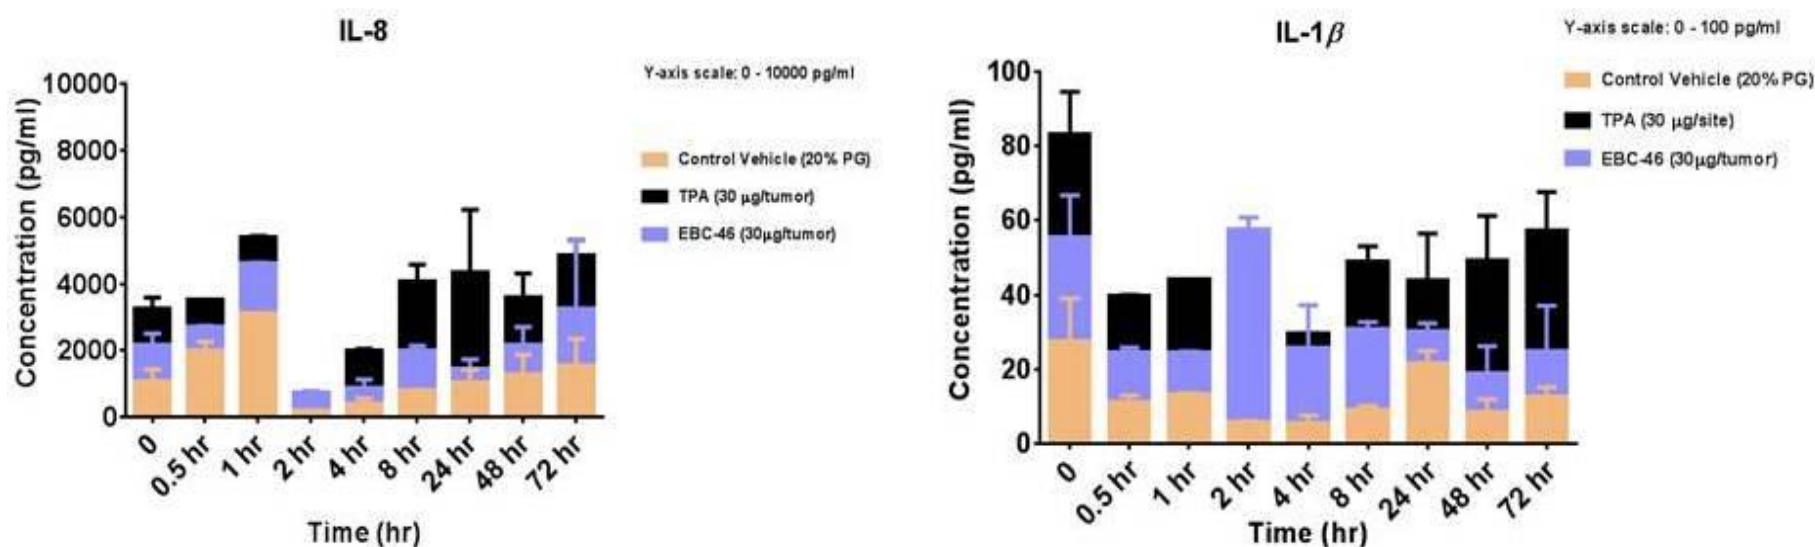 IL-8
Y-axis scale: 0 - 10000 pg/ml
Concentration (pg/ml)
10000
8000
6000
4000
2000
0
Control Vehicle (20% PG)
TPA (30 μg/tumor)
EBC-46 (30μg/tumor)
0
0.5 hr
1 hr
2 hr
4 hr
8 hr
24 hr
48 hr
72 hr
Time (hr)
IL-1β
Y-axis scale: 0 - 100 pg/ml
Concentration (pg/ml)
100
80
60
40
20
0
Control Vehicle (20% PG)
TPA (30 μg/site)
EBC-46 (30μg/tumor)
0
0.5 hr
1 hr
2 hr
4 hr
8 hr
24 hr
48 hr
72 hr
Time (hr)